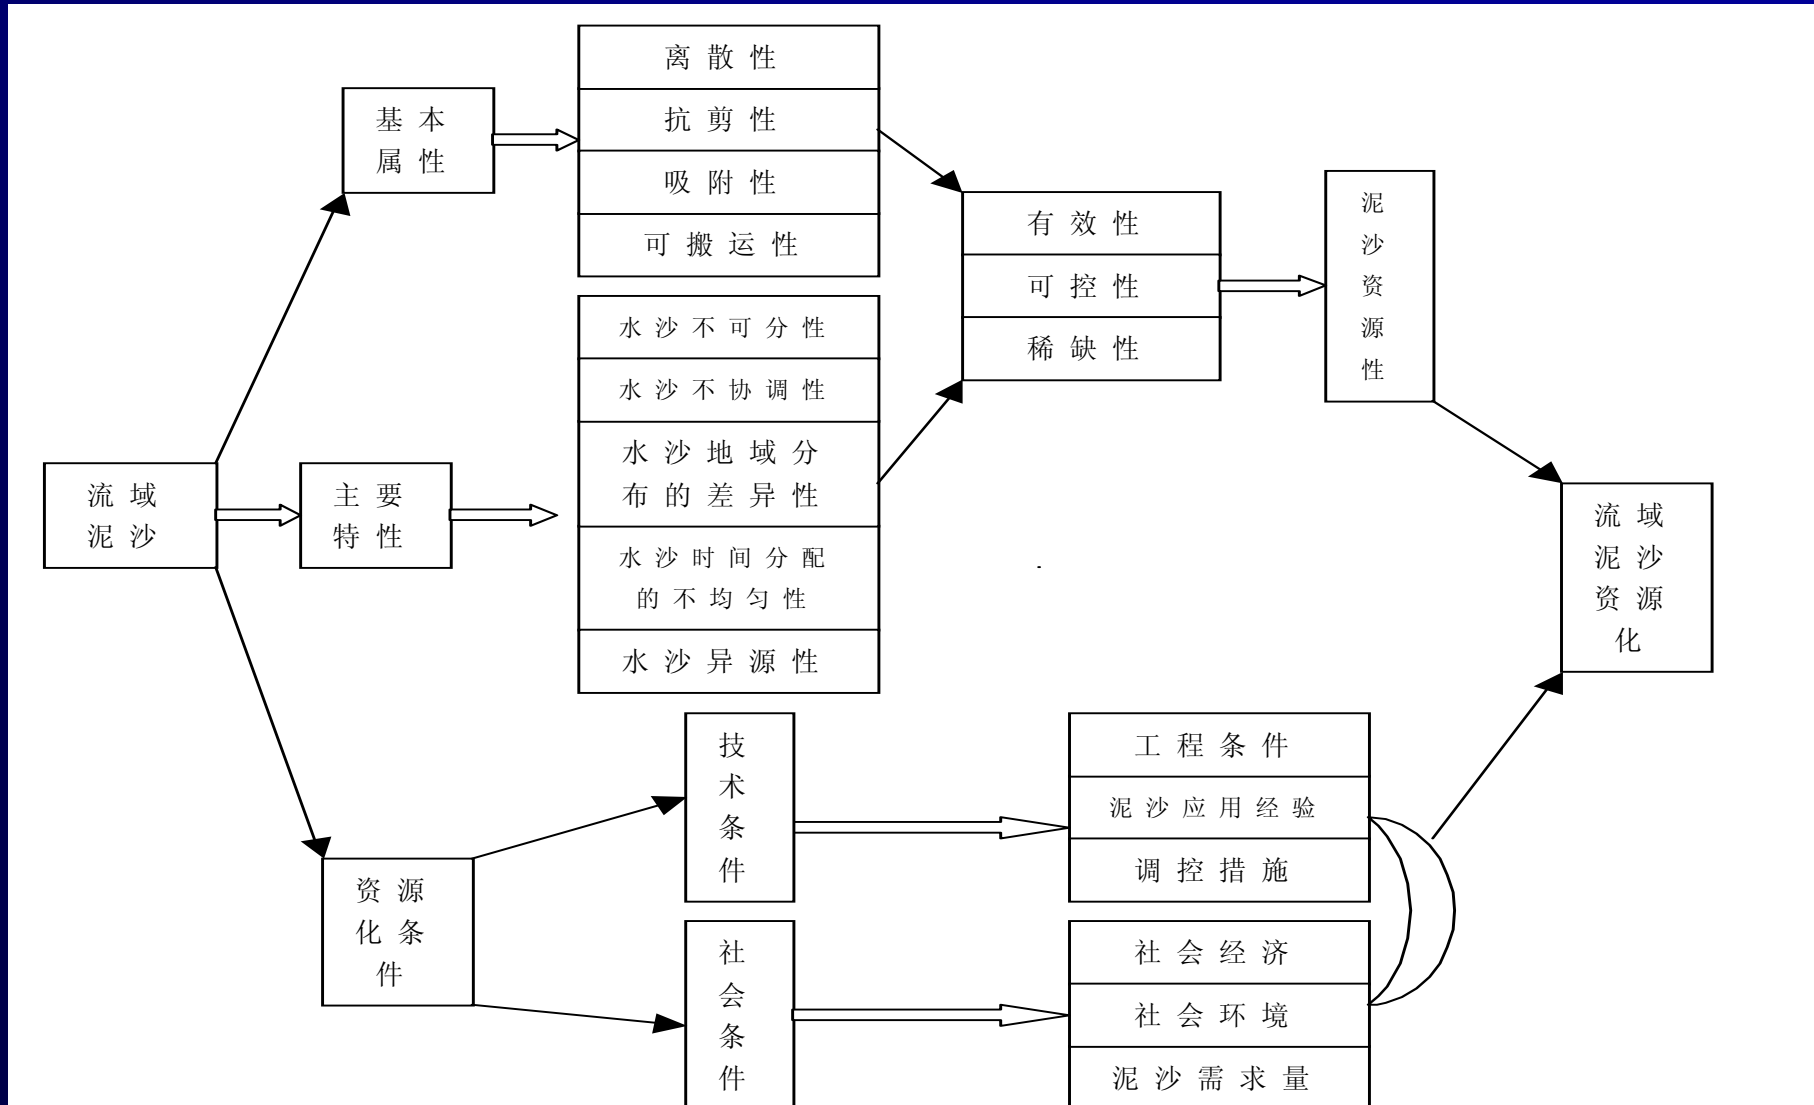 离散性
抗剪性
吸附性
可搬运性
基本
属性
水沙不可分性
水沙不协调性
水沙地域分
布的差异性
水沙时间分配
的不均匀性
水沙异源性
有效性
可控性
稀缺性
泥
沙
资
源
性
流域
泥沙
主要
特性
流域
泥沙
资源
化
技
术
条
件
工程条件
泥沙应用经验
调控措施
资源
化条
件
社
会
条
件
社会经济
社会环境
泥沙需求量